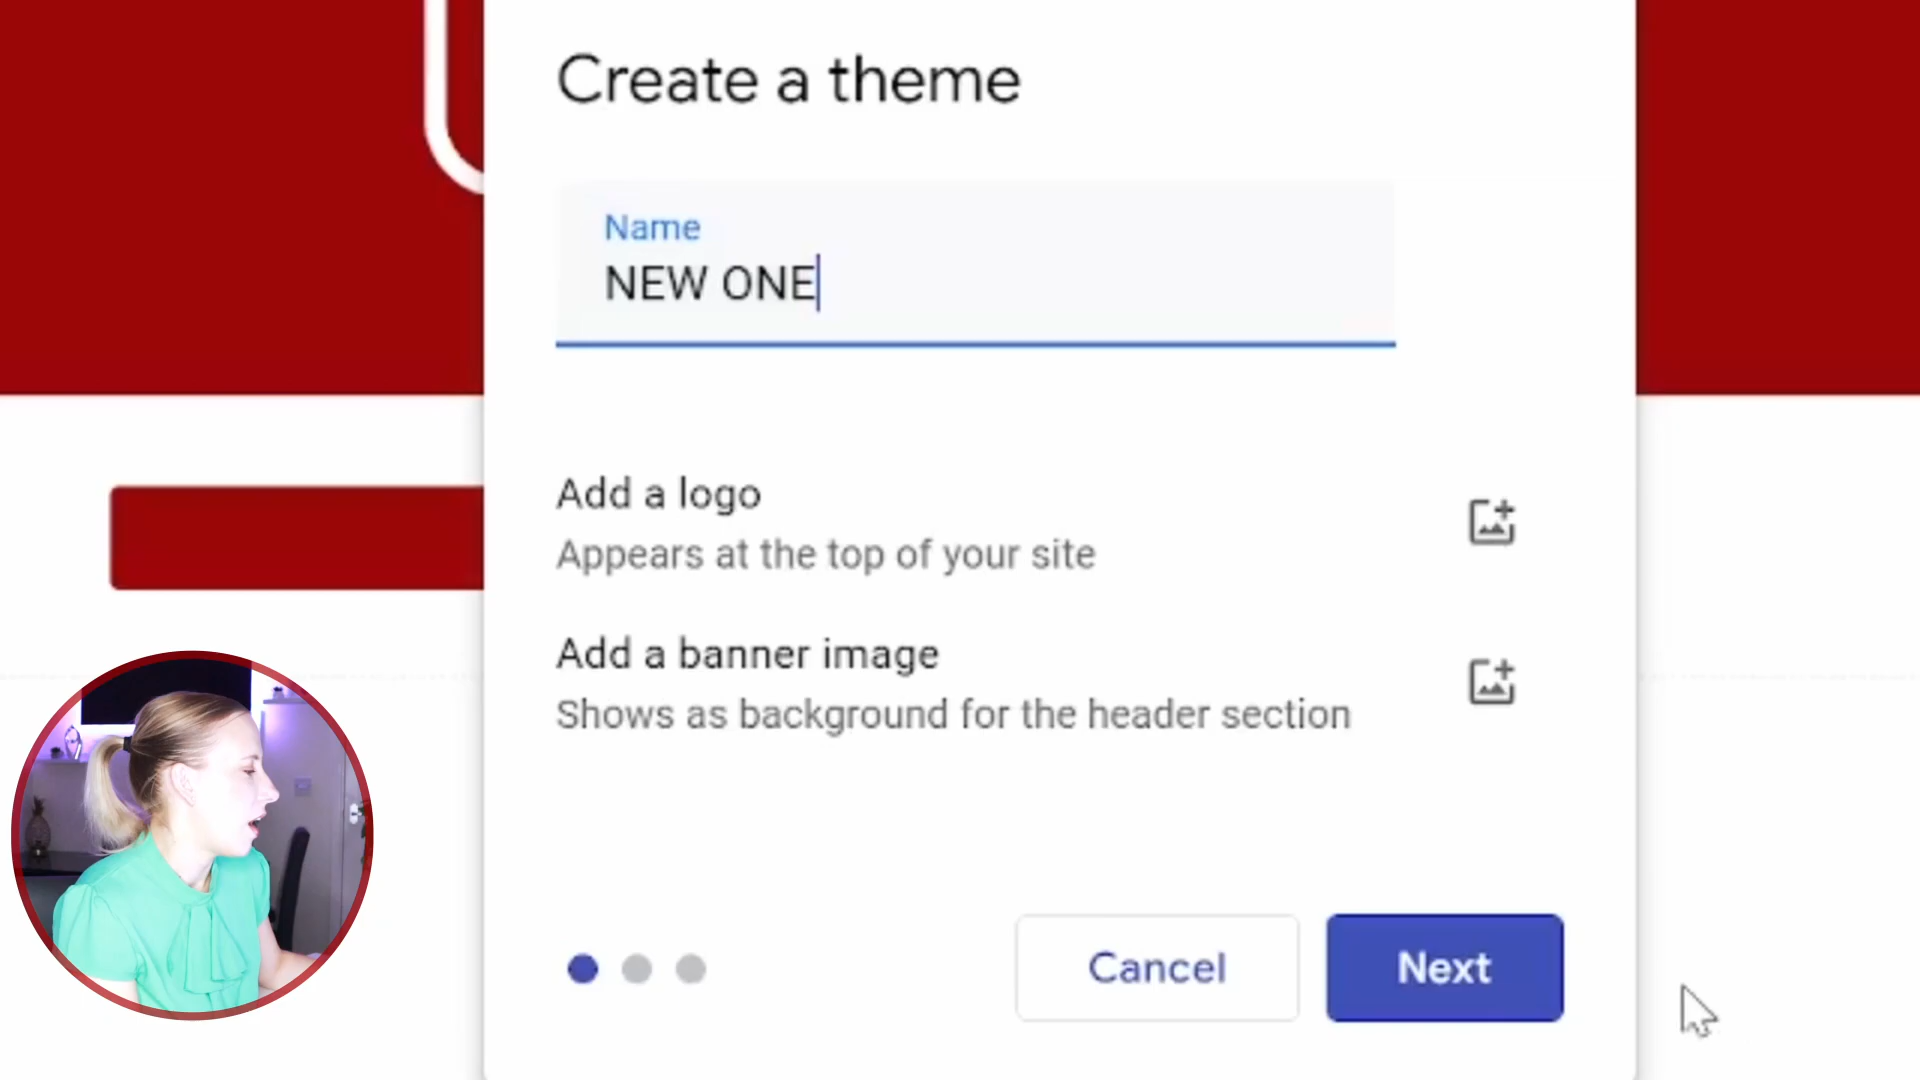 Create a theme
Name
NEW ONE
Add a logo
Appears at the top of your site
Add a banner image
Shows as background for the header section
Cancel
Next